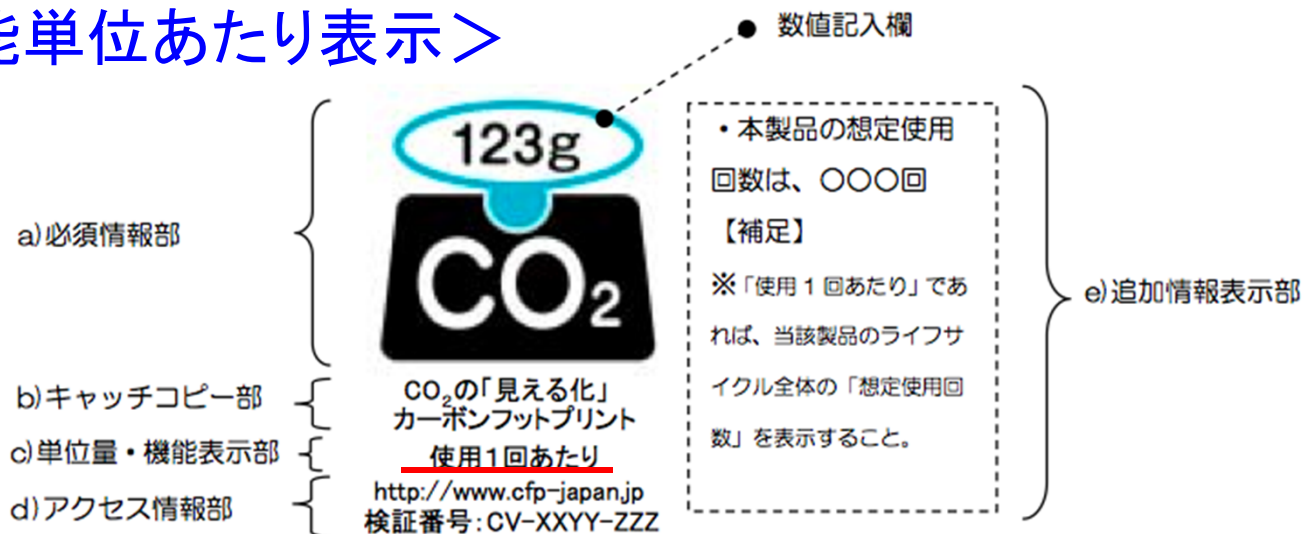 能単位あたり表示＞
数値記入欄
123g
CO2
a)必須情報部
b)キャッチコピー部
c)単位量・機能表示部
d)アクセス情報部
CO₂の「見える化」
カーボンフットプリント
使用1回あたり
http://www.cfp-japan.jp
検証番号：CV-XXYY-ZZZ
・本製品の想定使用
回数は、〇〇〇回
【補足】
※「使用 1 回あたり」であ
れば、当該製品のライフサ
イクル全体の「想定使用回
数」を表示すること。
e)追加情報表示部